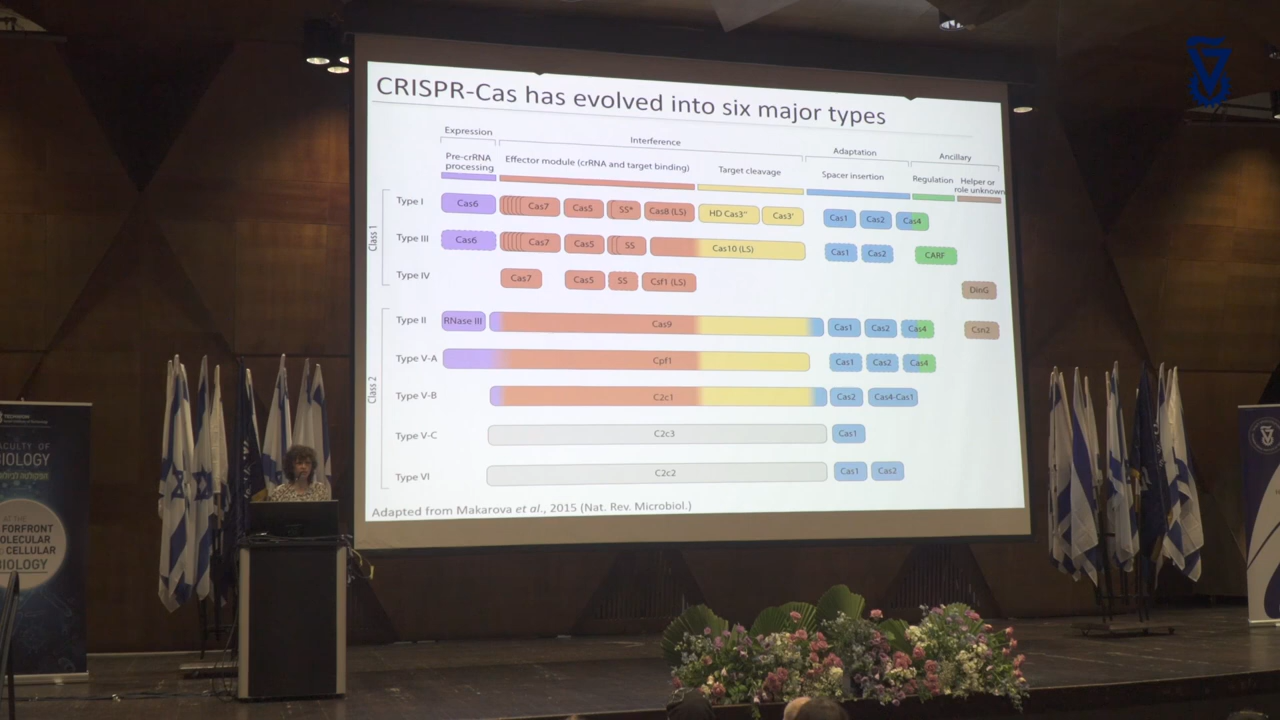 CRISPR-Cas has evolved into six major types
Expression
Interference
Adaptation
Ancillary
Pre-crRNA
processing
Effector module (crRNA and target binding)
Target cleavage
Spacer insertion
Regulation
Helper or
role unknown
Class 1
Type I
Cas6
Cas7
Cas5
SS*
Cas8 (LS)
HD Cas3″
Cas3′
Cas1
Cas2
Cas4
Type III
Cas6
Cas7
Cas5
SS
Cas10 (LS)
Cas1
Cas2
CARF
Type IV
Cas7
Cas5
SS
Csf1 (LS)
DinG
Class 2
Type II
RNase III
Cas9
Cas1
Cas2
Cas4
Csn2
Type V-A
Cpf1
Cas1
Cas2
Cas4
Type V-B
C2c1
Cas2
Cas4-Cas1
Type V-C
C2c3
Cas1
Type VI
C2c2
Cas1
Cas2
Adapted from Makarova et al., 2015 (Nat. Rev. Microbiol.)
TECHNION
ACULTY OF
BIOLOGY
AT THE
FORFRONT
OLECULAR
CELLULAR
BIOLOGY